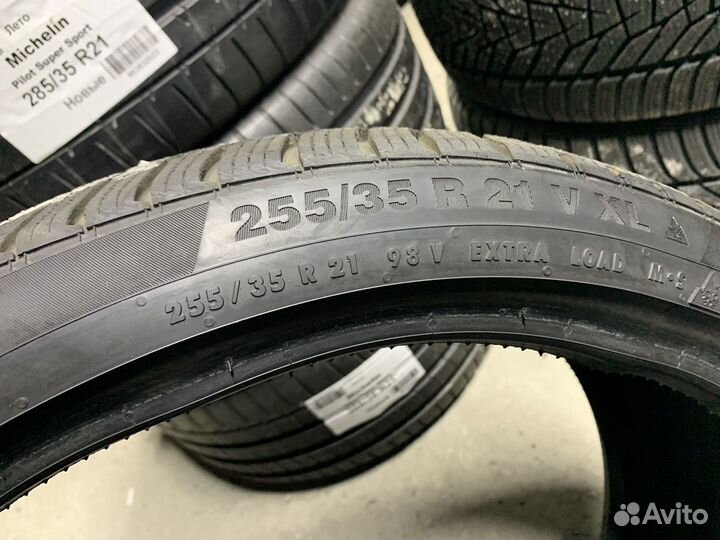 Лето
Michelin
Pilot Super Sport
285/35 R21
Новые
255/35 R 21 V XL
255/35 R 21 98 V EXTRA LOAD M•S
Avito